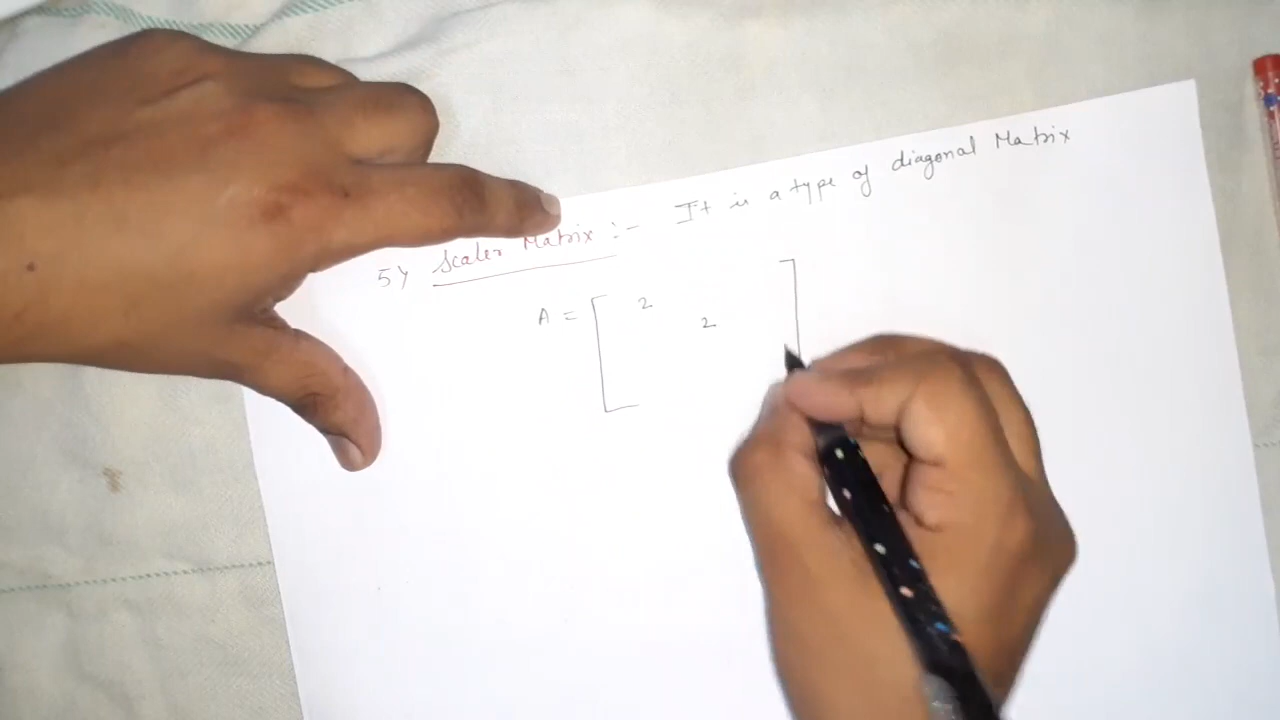 5) Scaler Matrix :- It is a type of diagonal Matrix
A = [ 2
2 ]